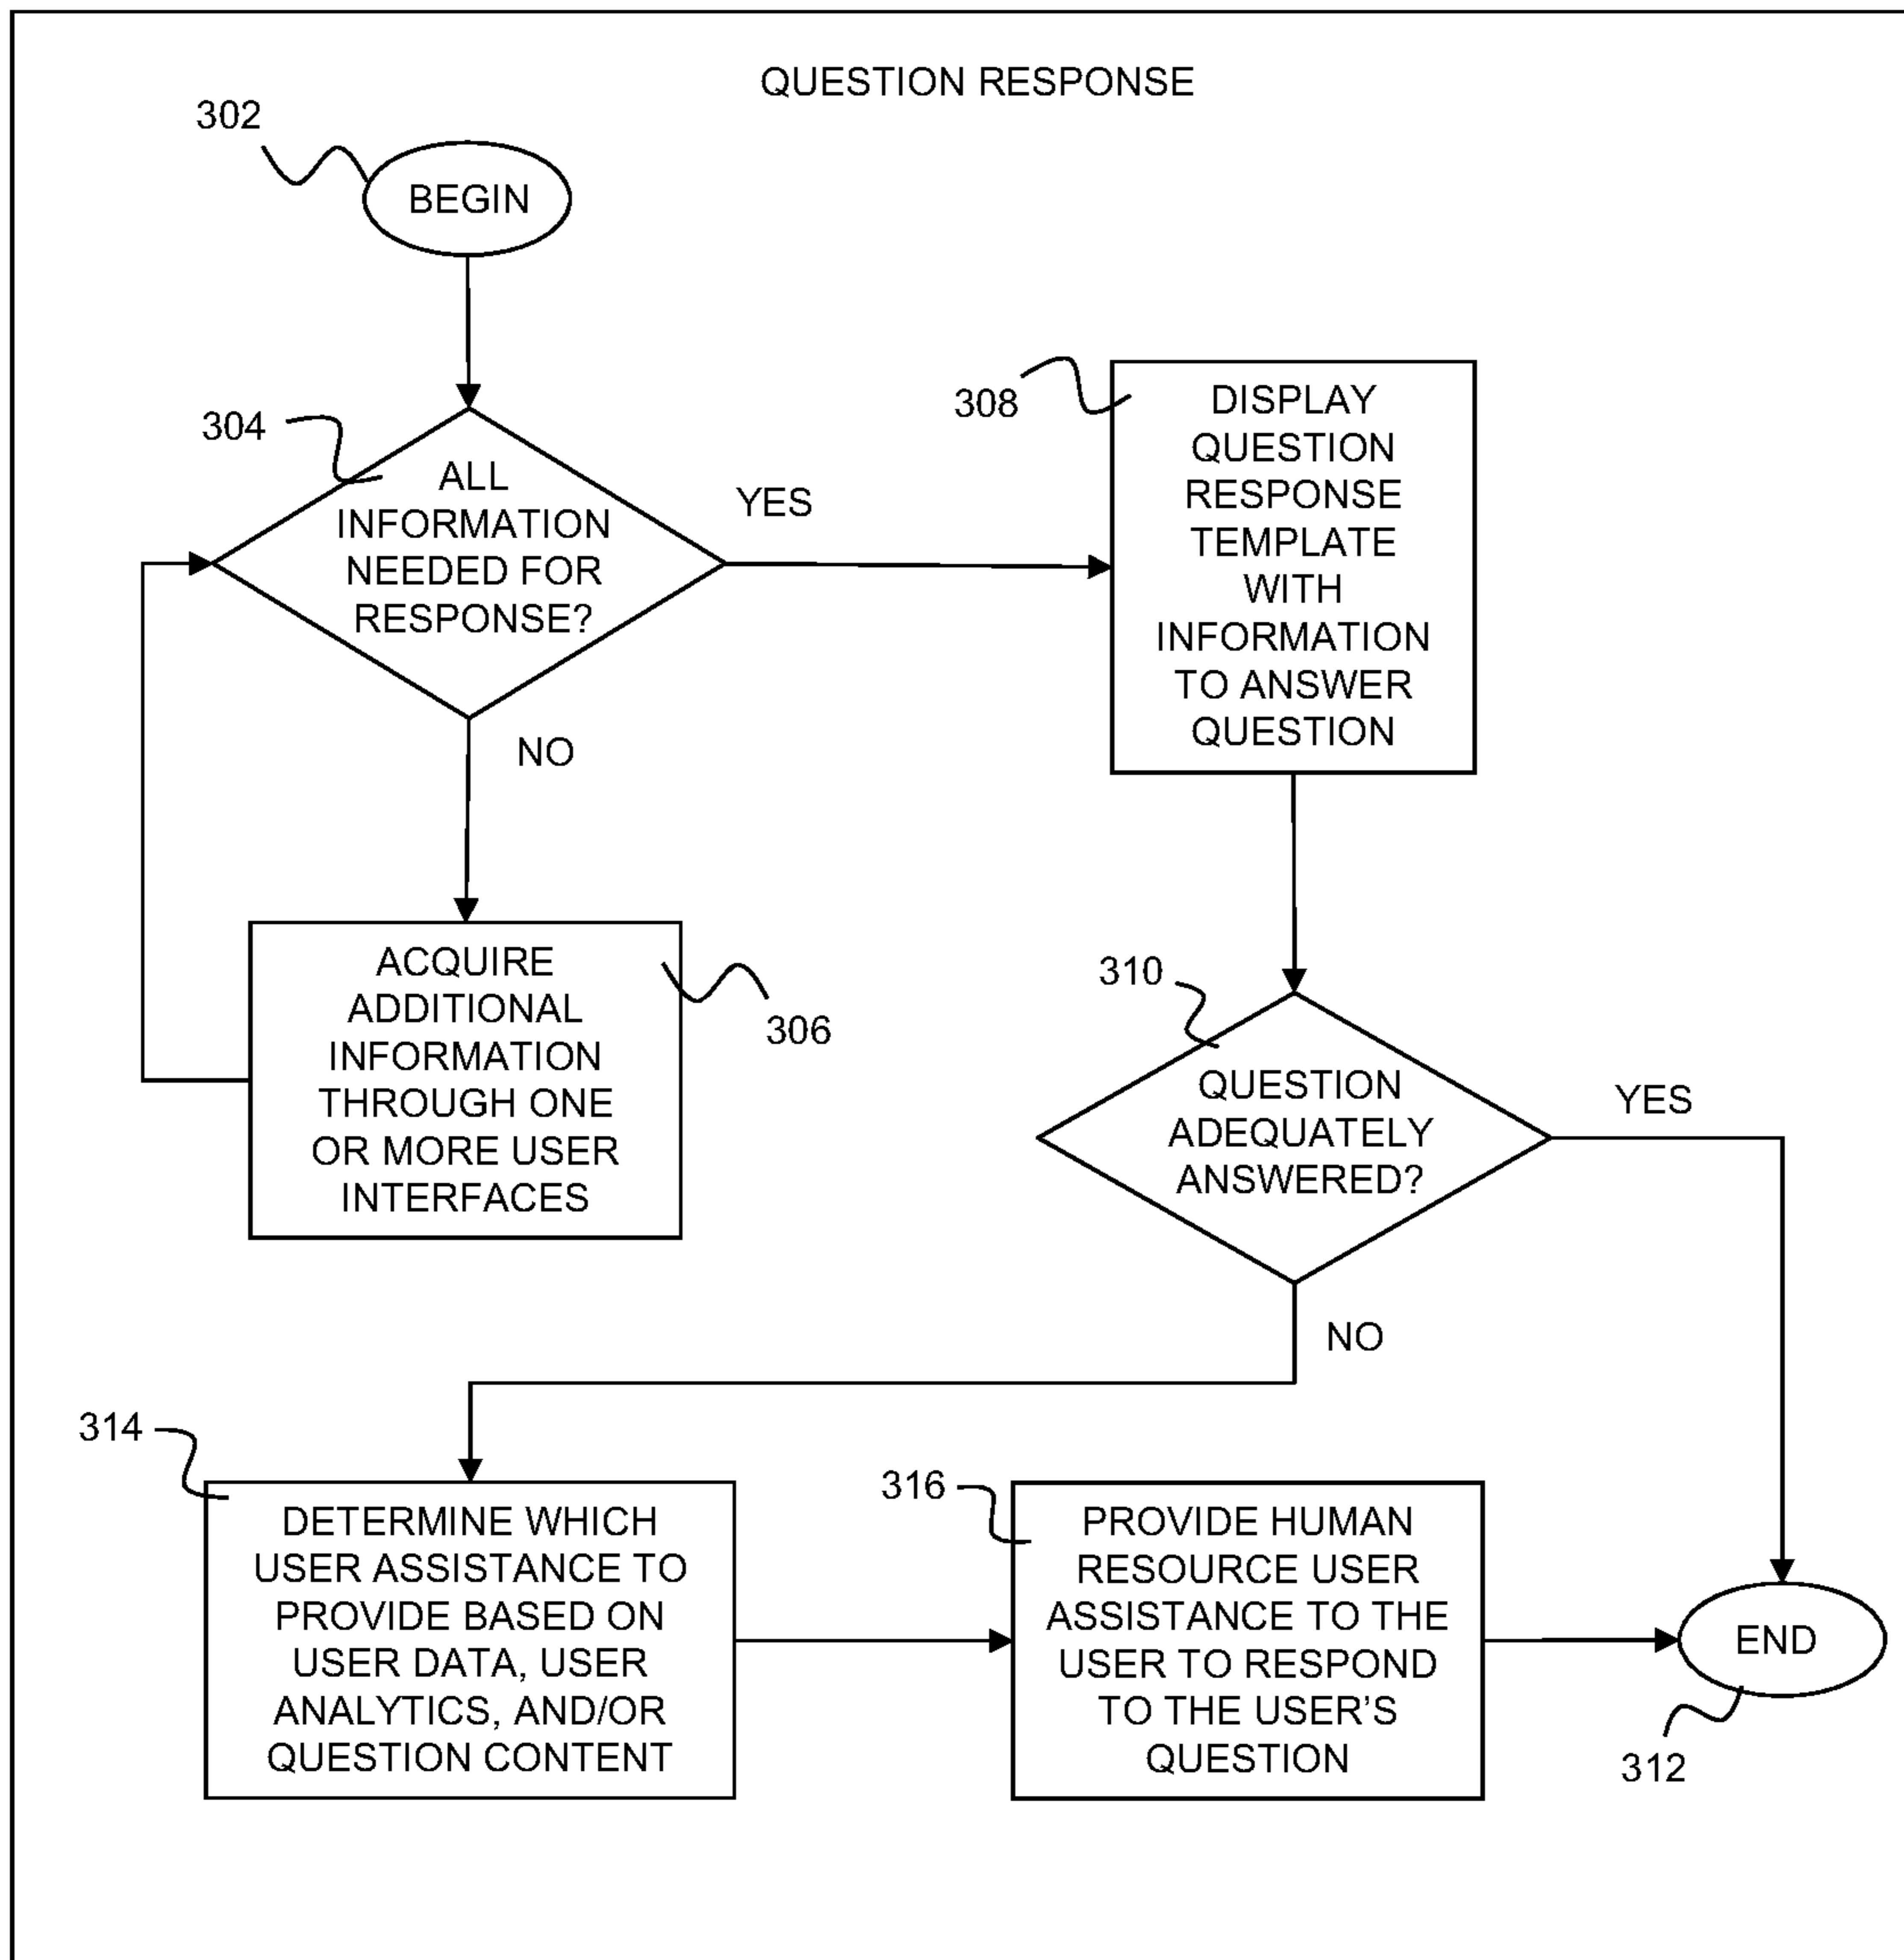 QUESTION RESPONSE
302
BEGIN
304
ALL
INFORMATION
NEEDED FOR
RESPONSE?
YES
NO
308
DISPLAY
QUESTION
RESPONSE
TEMPLATE
WITH
INFORMATION
TO ANSWER
QUESTION
ACQUIRE
ADDITIONAL
INFORMATION
THROUGH ONE
OR MORE USER
INTERFACES
306
310
QUESTION
ADEQUATELY
ANSWERED?
YES
NO
314
DETERMINE WHICH
USER ASSISTANCE TO
PROVIDE BASED ON
USER DATA, USER
ANALYTICS, AND/OR
QUESTION CONTENT
316
PROVIDE HUMAN
RESOURCE USER
ASSISTANCE TO THE
USER TO RESPOND
TO THE USER'S
QUESTION
END
312